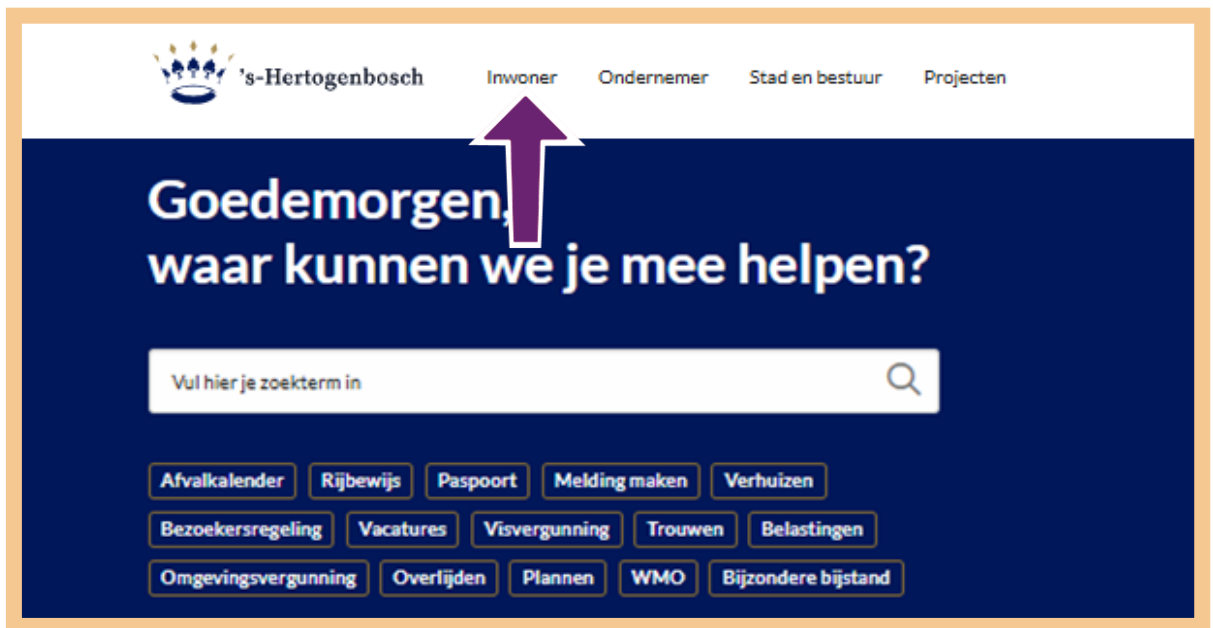 's-Hertogenbosch Inwoner Ondernemer Stad en bestuur Projecten
Goedemorgen,
waar kunnen we je mee helpen?
Vul hier je zoekterm in
Afvalkalender Rijbewijs Paspoort Melding maken Verhuizen
Bezoekersregeling Vacatures Visvergunning Trouwen Belastingen
Omgevingsvergunning Overlijden Plannen WMO Bijzondere bijstand